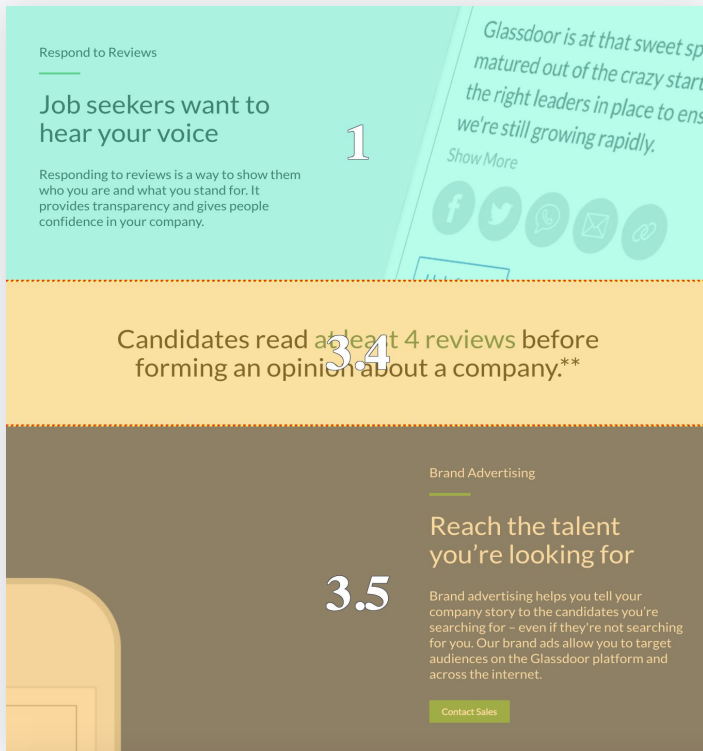 Respond to Reviews
Job seekers want to
hear your voice
Responding to reviews is a way to show them
who you are and what you stand for. It
provides transparency and gives people
confidence in your company.
1
Glassdoor is at that sweet
matured out of the crazy
the right leaders in place to
we're still growing rapidly.
Show More
Candidates read at least 4 reviews before
forming an opinion about a company.**
3.4
Brand Advertising
Reach the talent
you're looking for
3.5
Brand advertising helps you tell your
company story to the candidates you're
searching for – even if they're not searching
for you. Our brand ads allow you to target
audiences on the Glassdoor platform and
across the internet.
Contact Sales